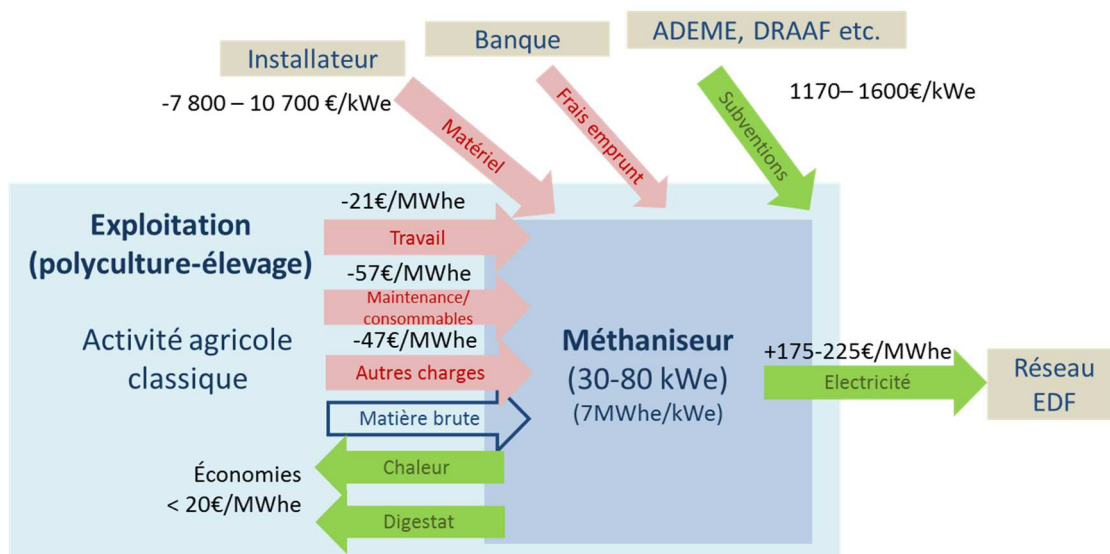 Installateur
Banque
ADEME, DRAAF etc.
-7 800 – 10 700 €/kWe
1170– 1600€/kWe
Matériel
Frais emprunt
Subventions
Exploitation
(polyculture-élevage)
Activité agricole
classique
-21€/MWhe
Travail
-57€/MWhe
Maintenance/
consommables
-47€/MWhe
Autres charges
Matière brute
Économies
< 20€/MWhe
Chaleur
Digestat
Méthaniseur
(30-80 kWe)
(7MWhe/kWe)
+175-225€/MWhe
Electricité
Réseau
EDF